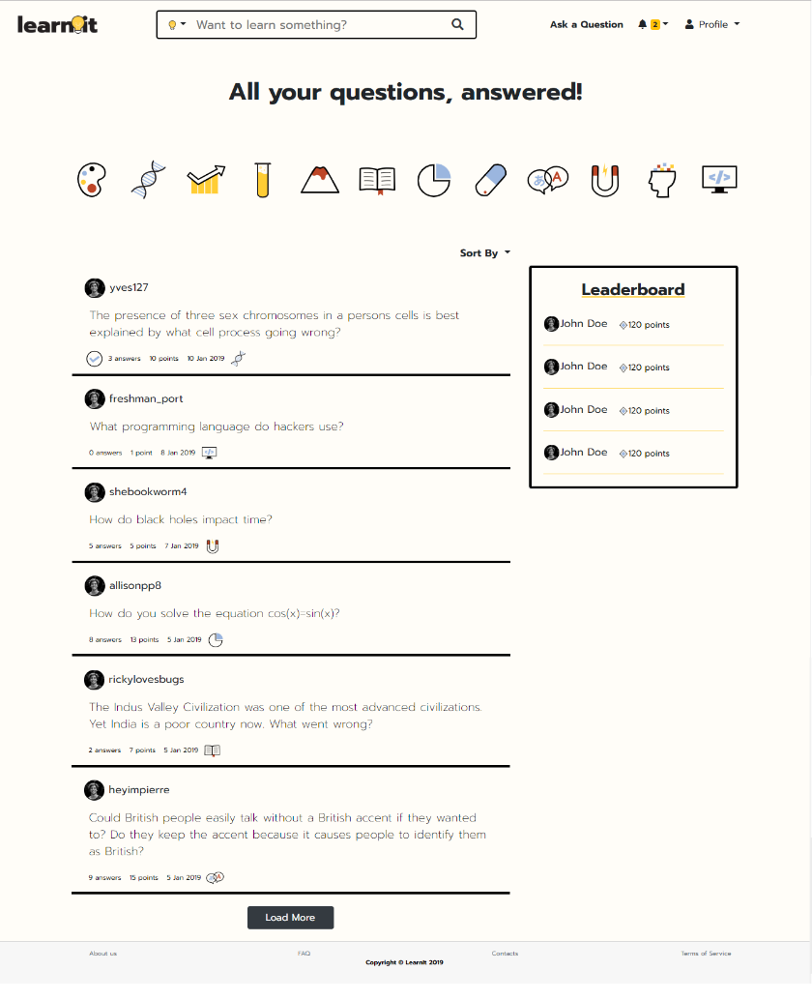 learnit
Want to learn something?
Ask a Question
2
Profile
All your questions, answered!
あ A
</>
Sort By
yves127
The presence of three sex chromosomes in a persons cells is best
explained by what cell process going wrong?
3 answers 10 points 10 Jan 2019
freshman_port
What programming language do hackers use?
0 answers 1 point 8 Jan 2019 </>
shebookworm4
How do black holes impact time?
5 answers 5 points 7 Jan 2019
allisonpp8
How do you solve the equation cos(x)=sin(x)?
8 answers 13 points 5 Jan 2019
rickylovesbugs
The Indus Valley Civilization was one of the most advanced civilizations.
Yet India is a poor country now. What went wrong?
2 answers 7 points 5 Jan 2019
heyimpierre
Could British people easily talk without a British accent if they wanted
to? Do they keep the accent because it causes people to identify them
as British?
9 answers 15 points 5 Jan 2019 あA
Load More
Leaderboard
John Doe 120 points
John Doe 120 points
John Doe 120 points
John Doe 120 points
About us FAQ Contacts Terms of Service
Copyright © LearnIt 2019